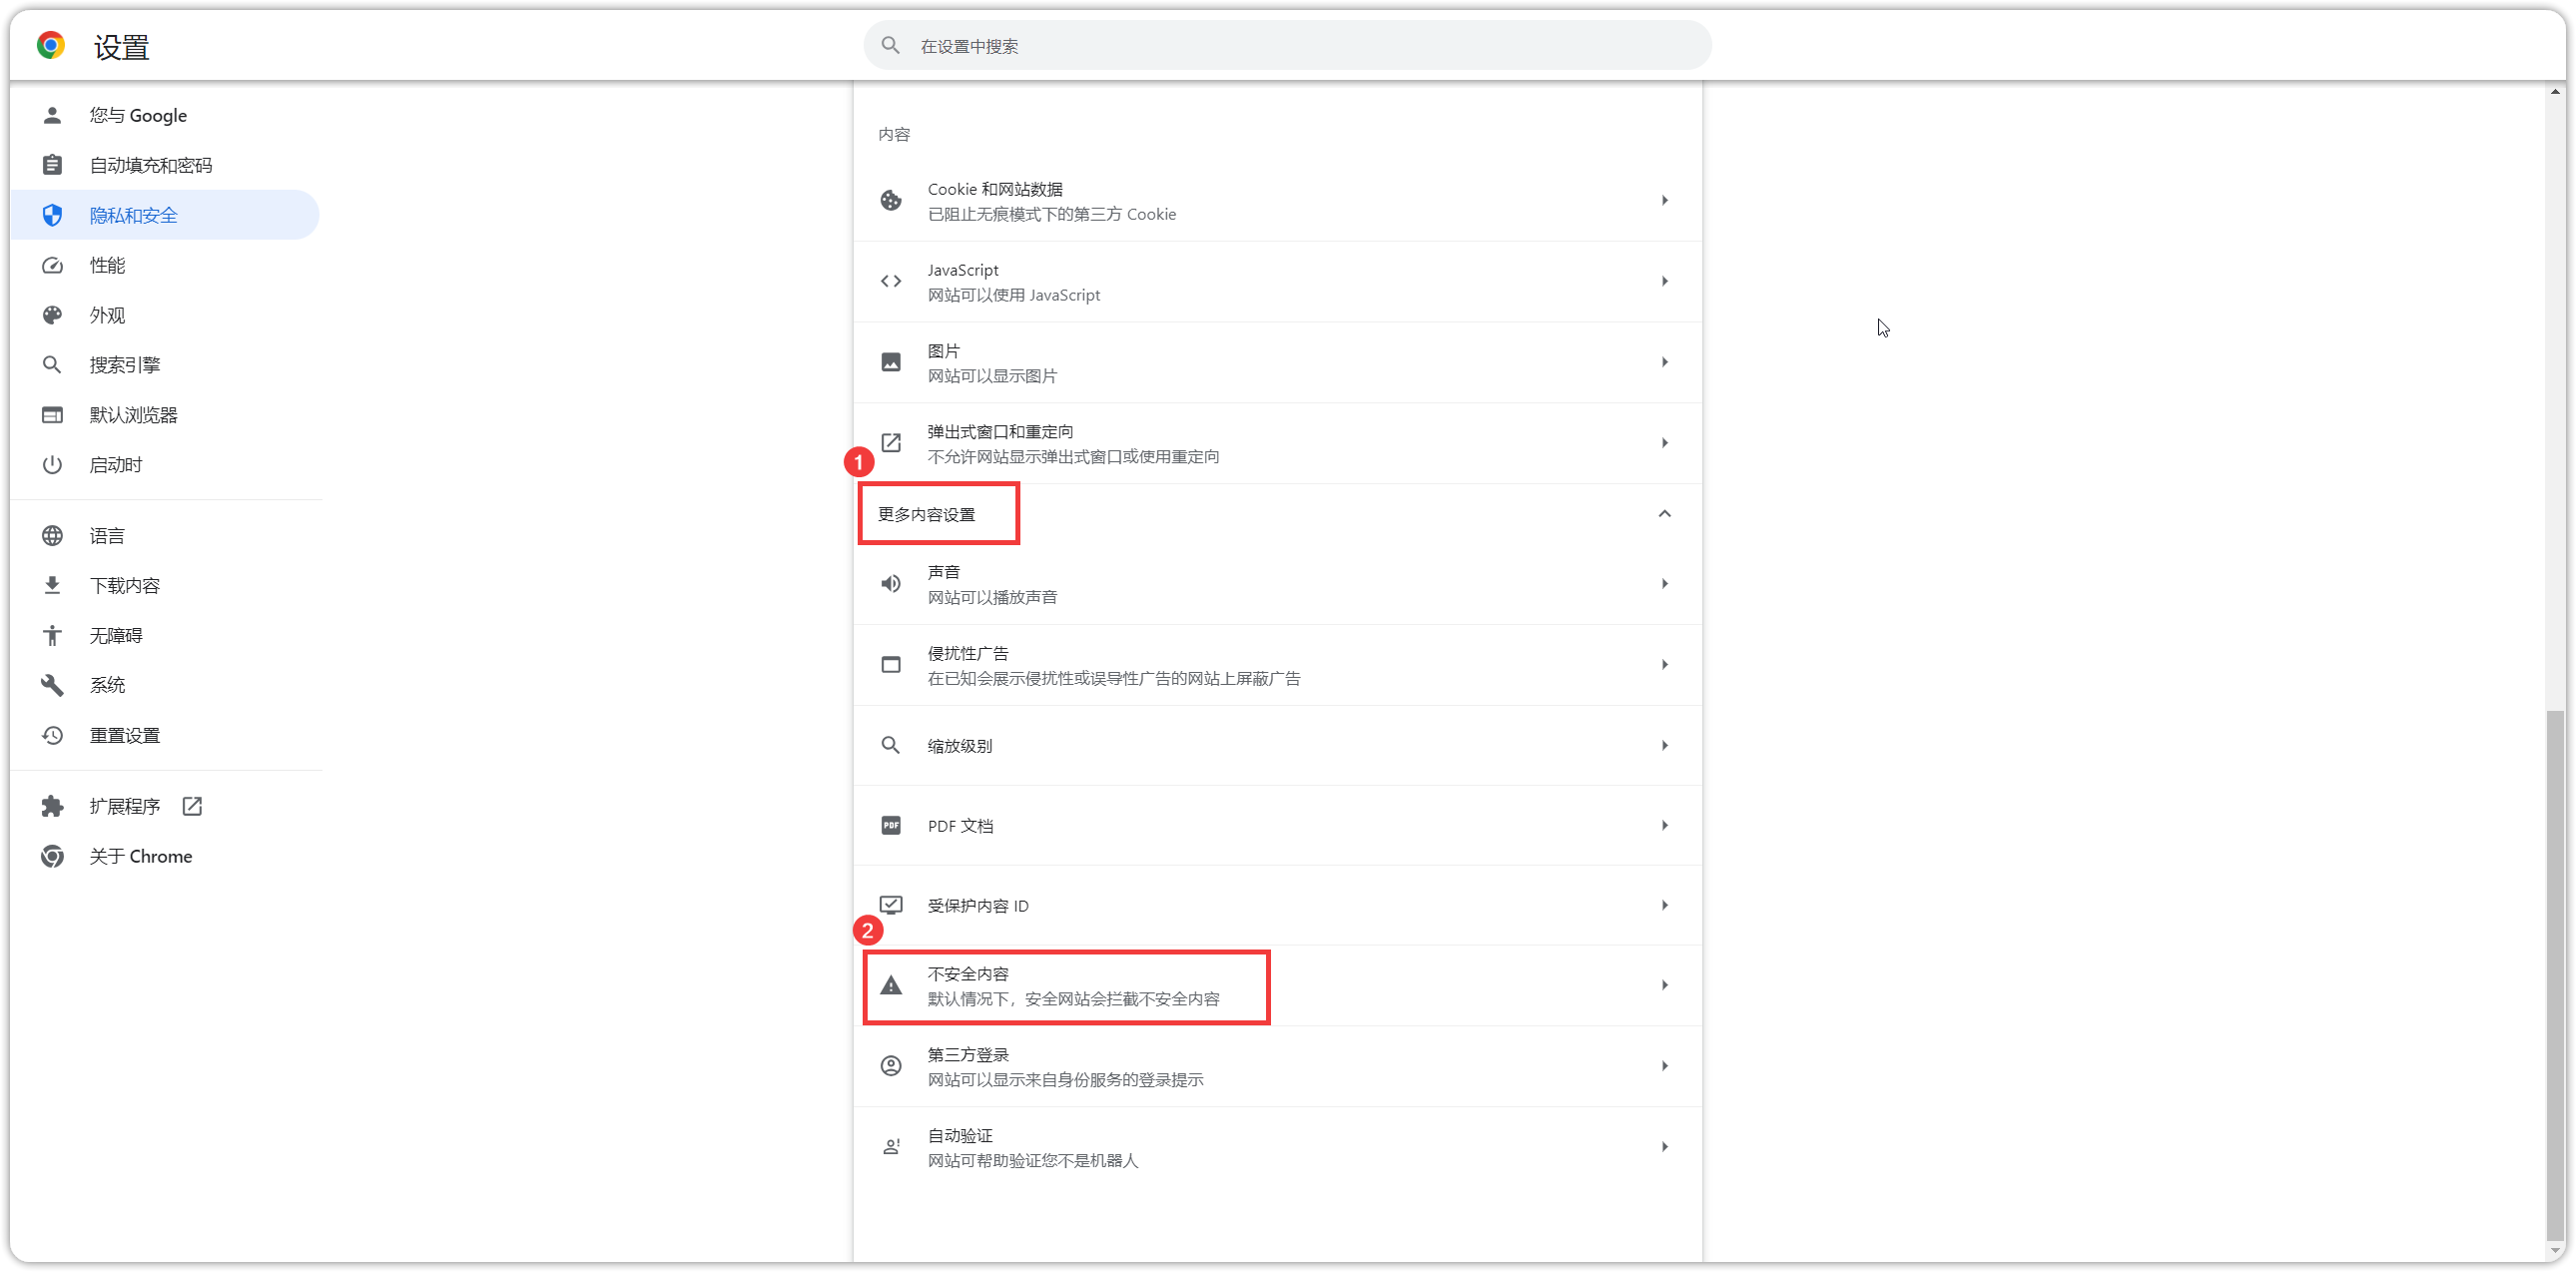 设置
在设置中搜索
您与 Google
自动填充和密码
隐私和安全
性能
外观
搜索引擎
默认浏览器
启动时
语言
下载内容
无障碍
系统
重置设置
扩展程序
关于 Chrome
内容
Cookie 和网站数据
已阻止无痕模式下的第三方 Cookie
JavaScript
网站可以使用 JavaScript
图片
网站可以显示图片
弹出式窗口和重定向
不允许网站显示弹出式窗口或使用重定向
1
更多内容设置
声音
网站可以播放声音
侵扰性广告
在已知会展示侵扰性或误导性广告的网站上屏蔽广告
缩放级别
PDF
PDF 文档
受保护内容 ID
2
不安全内容
默认情况下，安全网站会拦截不安全内容
第三方登录
网站可以显示来自身份服务的登录提示
自动验证
网站可帮助验证您不是机器人